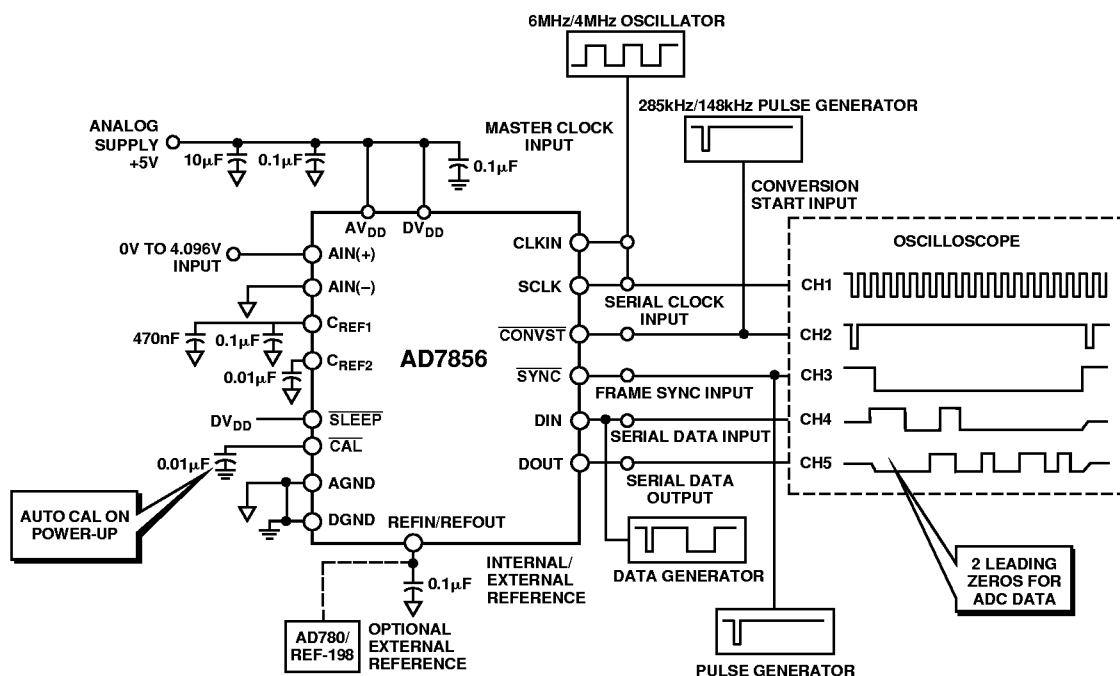 6MHz/4MHz OSCILLATOR
285kHz/148kHz PULSE GENERATOR
ANALOG
SUPPLY
+5V
10µF
0.1µF
0.1µF
MASTER CLOCK
INPUT
CONVERSION
START INPUT
AVDD
DVDD
0V TO 4.096V
INPUT
AIN(+)
AIN(–)
CREF1
470nF
0.1µF
CREF2
0.01µF
DVDD
SLEEP
CAL
0.01µF
AGND
DGND
REFIN/REFOUT
AD7856
CLKIN
SCLK
CONVST
SYNC
DIN
DOUT
SERIAL CLOCK
INPUT
FRAME SYNC INPUT
SERIAL DATA INPUT
SERIAL DATA
OUTPUT
OSCILLOSCOPE
CH1
CH2
CH3
CH4
CH5
AUTO CAL ON
POWER-UP
0.1µF
INTERNAL/
EXTERNAL
REFERENCE
AD780/
REF-198
OPTIONAL
EXTERNAL
REFERENCE
DATA GENERATOR
PULSE GENERATOR
2 LEADING
ZEROS FOR
ADC DATA